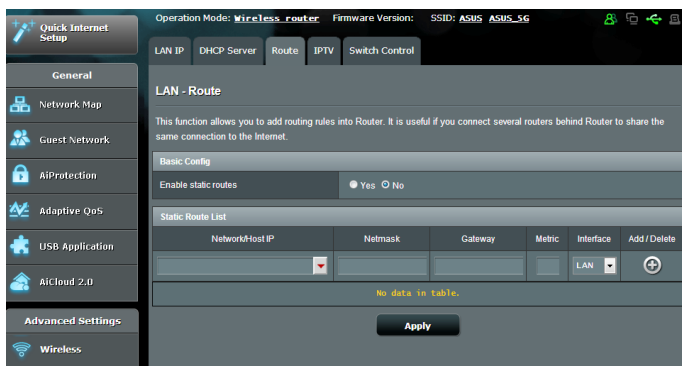 Quick Internet
Setup
General
Network Map
Guest Network
AiProtection
Adaptive QoS
USB Application
AiCloud 2.0
Advanced Settings
Wireless
Operation Mode: Wireless router Firmware Version: SSID: ASUS ASUS_5G
LAN IP DHCP Server Route IPTV Switch Control
LAN - Route
This function allows you to add routing rules into Router. It is useful if you connect several routers behind Router to share the
same connection to the Internet.
Basic Config
Enable static routes Yes No
Static Route List
Network/Host IP Netmask Gateway Metric Interface Add / Delete
LAN
No data in table.
Apply